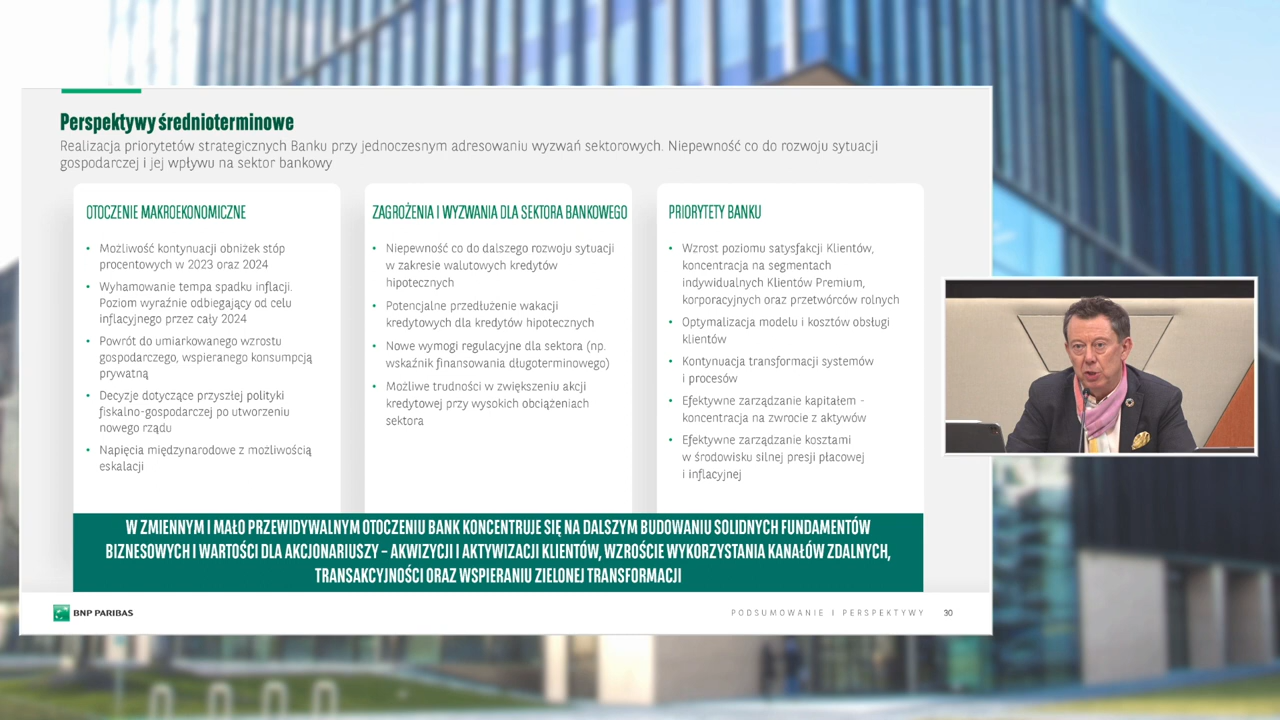 Perspektywy średnioterminowe
Realizacja priorytetów strategicznych Banku przy jednoczesnym adresowaniu wyzwań sektorowych. Niepewność co do rozwoju sytuacji
gospodarczej i jej wpływu na sektor bankowy
OTOCZENIE MAKROEKONOMICZNE
• Możliwość kontynuacji obniżek stóp
procentowych w 2023 oraz 2024
• Wyhamowanie tempa spadku inflacji.
Poziom wyraźnie odbiegający od celu
inflacyjnego przez cały 2024
• Powrót do umiarkowanego wzrostu
gospodarczego, wspieranego konsumpcją
prywatną
• Decyzje dotyczące przyszłej polityki
fiskalno-gospodarczej po utworzeniu
nowego rządu
• Napięcia międzynarodowe z możliwością
eskalacji
ZAGROŻENIA I WYZWANIA DLA SEKTORA BANKOWEGO
• Niepewność co do dalszego rozwoju sytuacji
w zakresie walutowych kredytów
hipotecznych
• Potencjalne przedłużenie wakacji
kredytowych dla kredytów hipotecznych
• Nowe wymogi regulacyjne dla sektora (np.
wskaźnik finansowania długoterminowego)
• Możliwe trudności w zwiększeniu akcji
kredytowej przy wysokich obciążeniach
sektora
PRIORYTETY BANKU
• Wzrost poziomu satysfakcji Klientów,
koncentracja na segmentach
indywidualnych Klientów Premium,
korporacyjnych oraz przetwórców rolnych
• Optymalizacja modelu i kosztów obsługi
klientów
• Kontynuacja transformacji systemów
i procesów
• Efektywne zarządzanie kapitałem -
koncentracja na zwrocie z aktywów
• Efektywne zarządzanie kosztami
w środowisku silnej presji płacowej
i inflacyjnej
W ZMIENNYM I MAŁO PRZEWIDYWALNYM OTOCZENIU BANK KONCENTRUJE SIĘ NA DALSZYM BUDOWANIU SOLIDNYCH FUNDAMENTÓW
BIZNESOWYCH I WARTOŚCI DLA AKCJONARIUSZY – AKWIZYCJI I AKTYWIZACJI KLIENTÓW, WZROŚCIE WYKORZYSTANIA KANAŁÓW ZDALNYCH,
TRANSAKCYJNOŚCI ORAZ WSPIERANIU ZIELONEJ TRANSFORMACJI
BNP PARIBAS
PODSUMOWANIE I PERSPEKTYWY 30